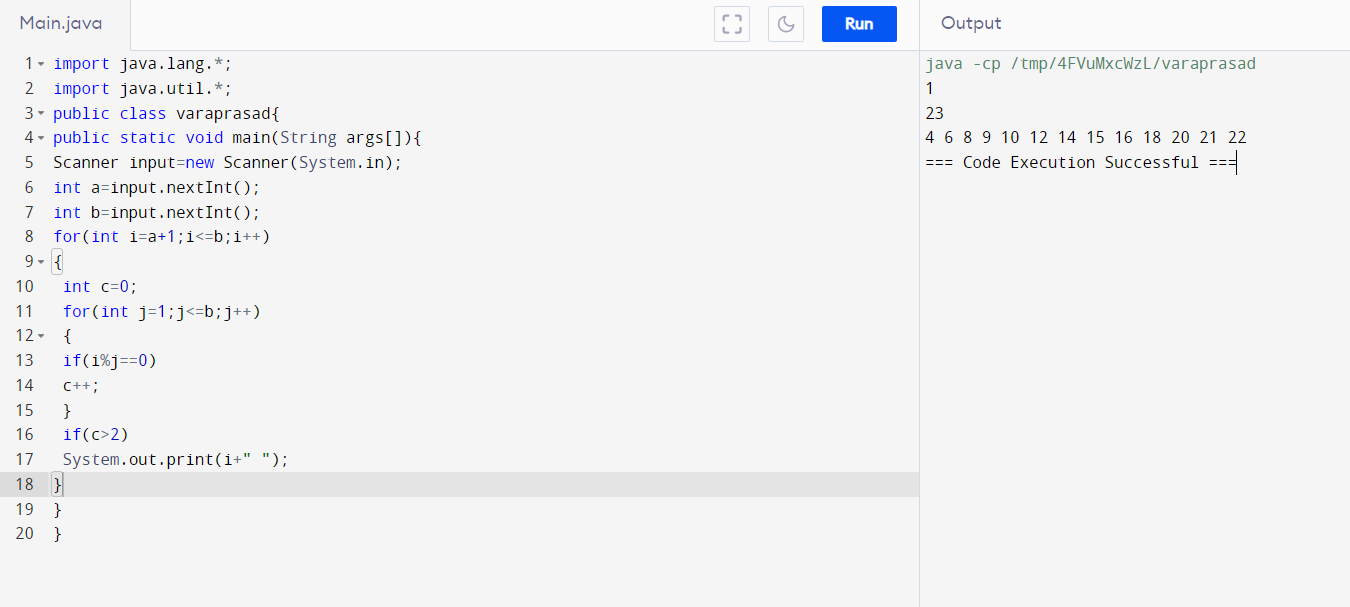 Main.java
Run
Output
1 import java.lang.*;
2 import java.util.*;
3 public class varaprasad{
4 public static void main(String args[]){
5 Scanner input=new Scanner(System.in);
6 int a=input.nextInt();
7 int b=input.nextInt();
8 for(int i=a+1;i<=b;i++)
9 {
10 int c=0;
11 for(int j=1;j<=b;j++)
12 {
13 if(i%j==0)
14 c++;
15 }
16 if(c>2)
17 System.out.print(i+" ");
18 }
19 }
20 }
java -cp /tmp/4FVuMxcWzL/varaprasad
1
23
4 6 8 9 10 12 14 15 16 18 20 21 22
=== Code Execution Successful ===